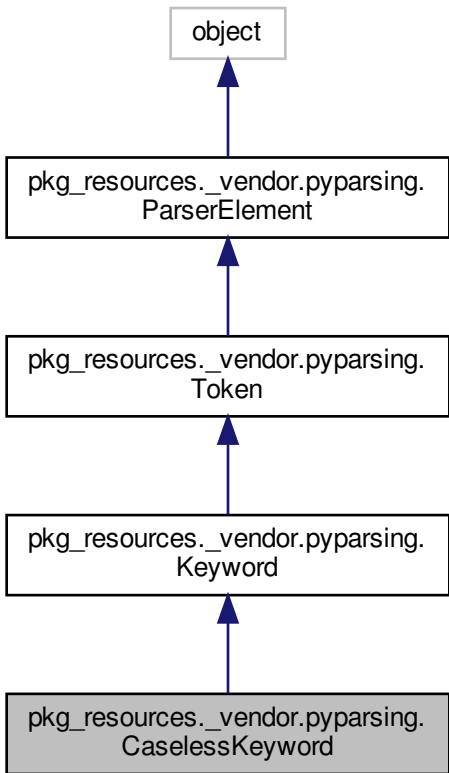 object
pkg_resources._vendor.pyparsing.
ParserElement
pkg_resources._vendor.pyparsing.
Token
pkg_resources._vendor.pyparsing.
Keyword
pkg_resources._vendor.pyparsing.
CaselessKeyword